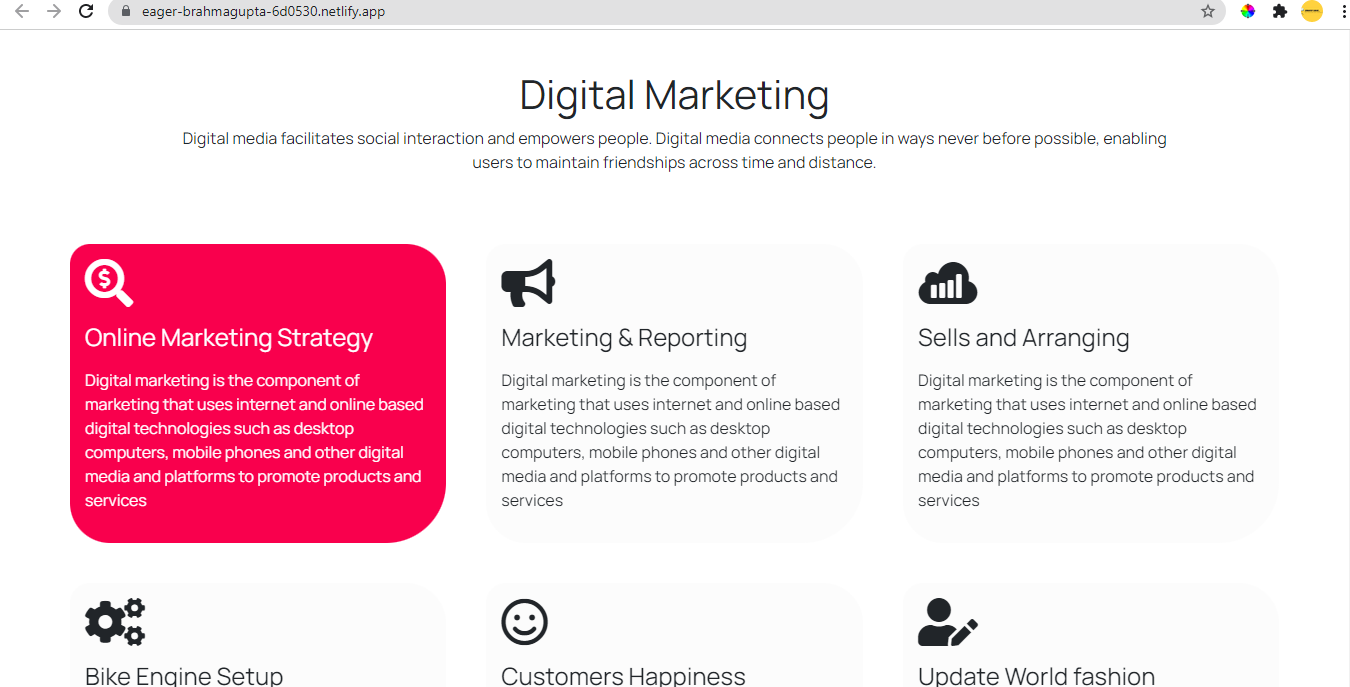 eager-brahmagupta-6d0530.netlify.app
Digital Marketing
Digital media facilitates social interaction and empowers people. Digital media connects people in ways never before possible, enabling
users to maintain friendships across time and distance.
$
Online Marketing Strategy
Digital marketing is the component of
marketing that uses internet and online based
digital technologies such as desktop
computers, mobile phones and other digital
media and platforms to promote products and
services
Marketing & Reporting
Digital marketing is the component of
marketing that uses internet and online based
digital technologies such as desktop
computers, mobile phones and other digital
media and platforms to promote products and
services
Sells and Arranging
Digital marketing is the component of
marketing that uses internet and online based
digital technologies such as desktop
computers, mobile phones and other digital
media and platforms to promote products and
services
Bike Engine Setup
Customers Happiness
Update World fashion